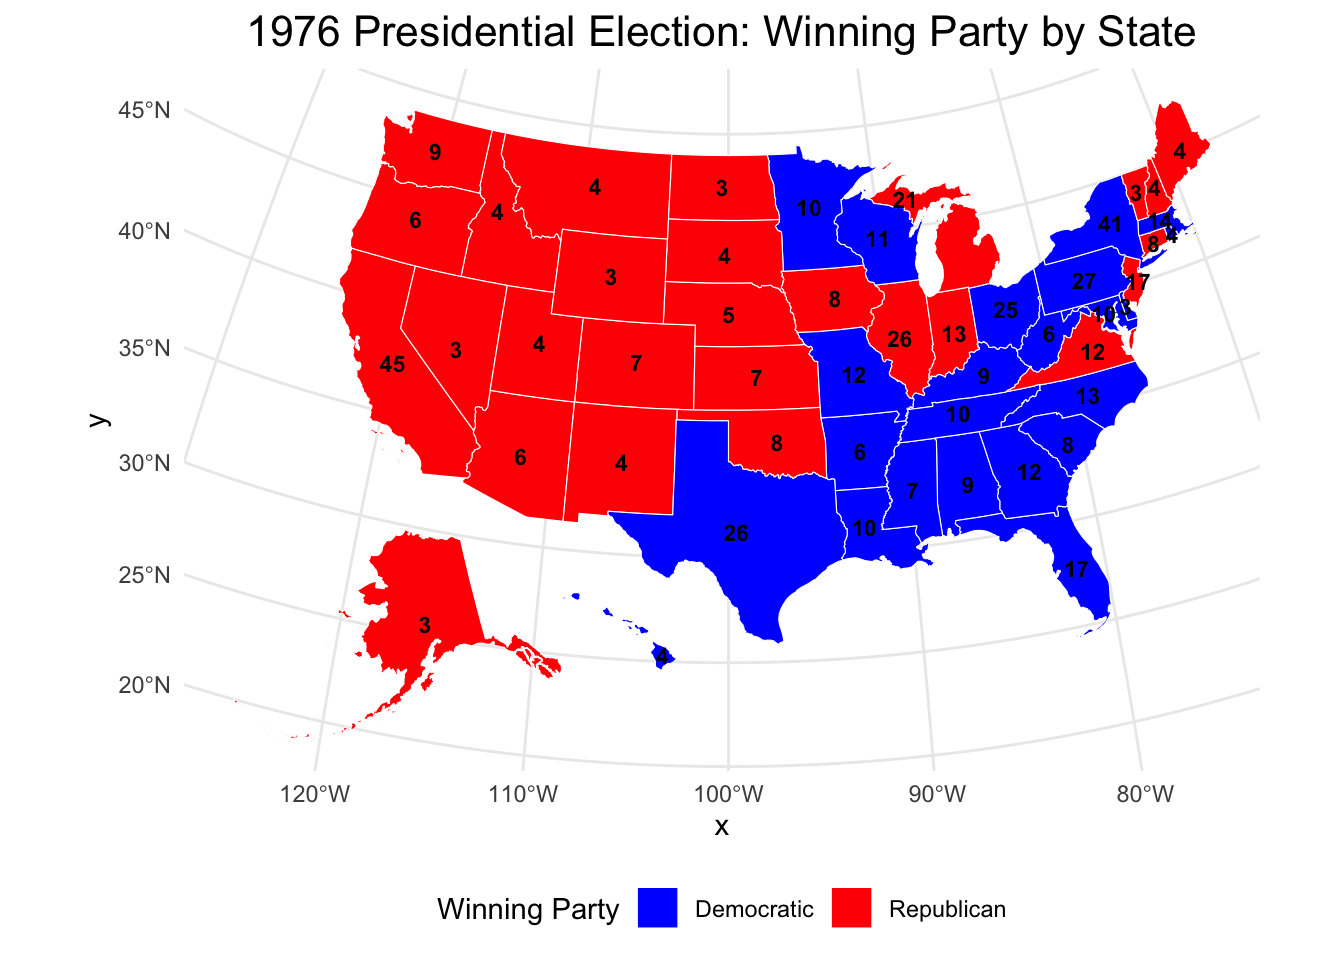 1976 Presidential Election: Winning Party by State
45°N
40°N
35°N
30°N
25°N
20°N
y
9
4
3
10
21
4
3
4
6
4
11
41
14
4
8
3
4
27
17
8
5
25
10
3
45
3
4
7
26
13
6
12
7
12
9
13
10
6
4
8
6
8
12
7
9
26
10
17
3
4
120°W
110°W
100°W
90°W
80°W
x
Winning Party
Democratic
Republican